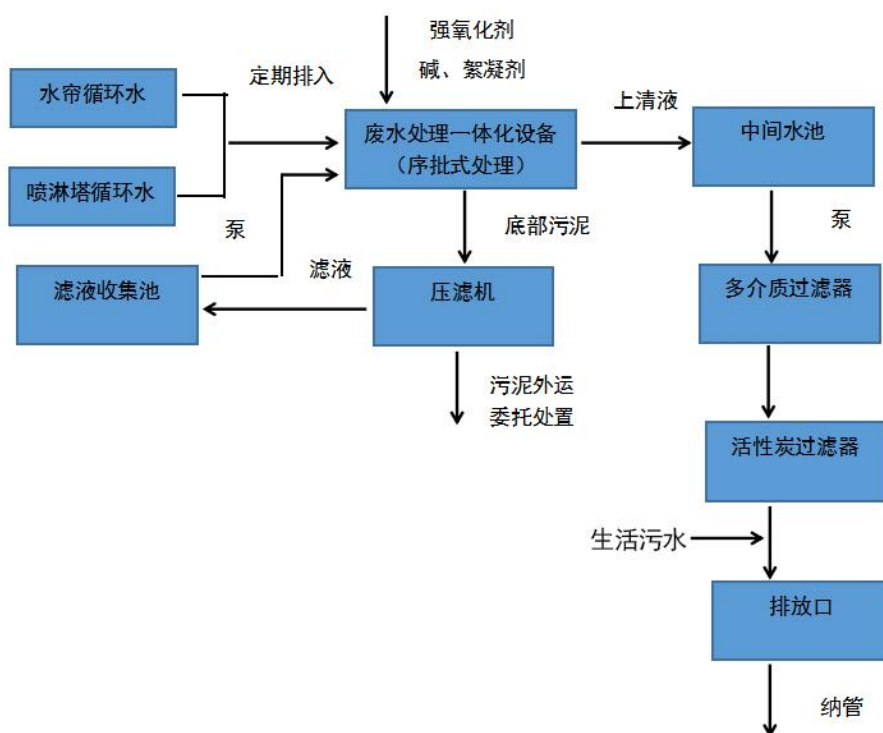 强氧化剂
碱、絮凝剂
定期排入
水帘循环水
废水处理一体化设备
（序批式处理）
上清液
中间水池
喷淋塔循环水
泵
底部污泥
泵
滤液收集池
滤液
压滤机
多介质过滤器
污泥外运
委托处置
活性炭过滤器
生活污水
排放口
纳管